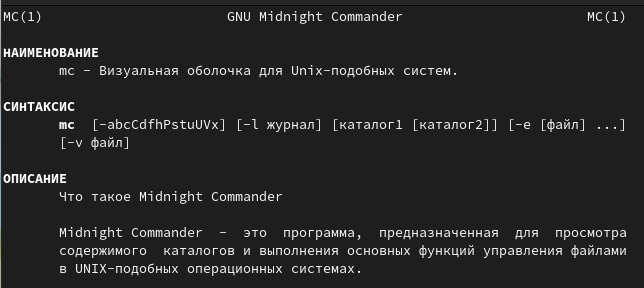 MC(1) GNU Midnight Commander MC(1)
НАИМЕНОВАНИЕ
mc - Визуальная оболочка для Unix-подобных систем.
СИНТАКСИС
mc [-abcCdfhPstuUVx] [-l журнал] [каталог1 [каталог2]] [-e [файл] ...]
[-v файл]
ОПИСАНИЕ
Что такое Midnight Commander
Midnight Commander - это программа, предназначенная для просмотра
содержимого каталогов и выполнения основных функций управления файлами
в UNIX-подобных операционных системах.